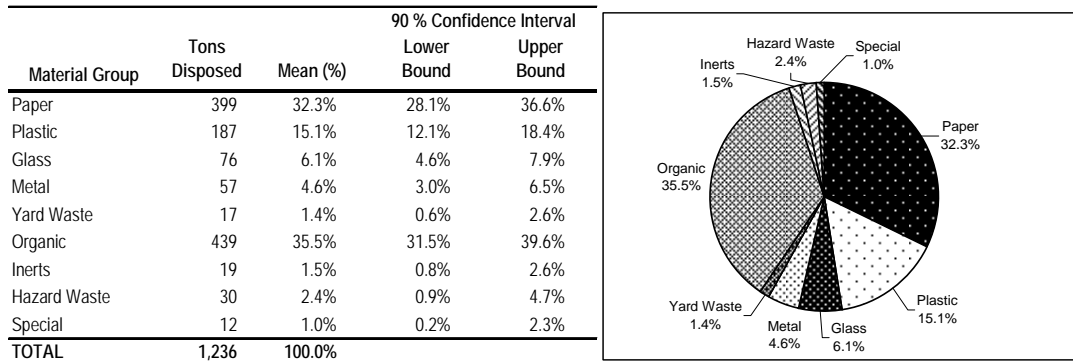 90 % Confidence Interval
Tons Lower Upper
Material Group Disposed Mean (%) Bound Bound
Paper 399 32.3% 28.1% 36.6%
Plastic 187 15.1% 12.1% 18.4%
Glass 76 6.1% 4.6% 7.9%
Metal 57 4.6% 3.0% 6.5%
Yard Waste 17 1.4% 0.6% 2.6%
Organic 439 35.5% 31.5% 39.6%
Inerts 19 1.5% 0.8% 2.6%
Hazard Waste 30 2.4% 0.9% 4.7%
Special 12 1.0% 0.2% 2.3%
TOTAL 1,236 100.0%
Hazard Waste
2.4%
Special
1.0%
Inerts
1.5%
Paper
32.3%
Organic
35.5%
Plastic
15.1%
Yard Waste
1.4%
Metal
4.6%
Glass
6.1%